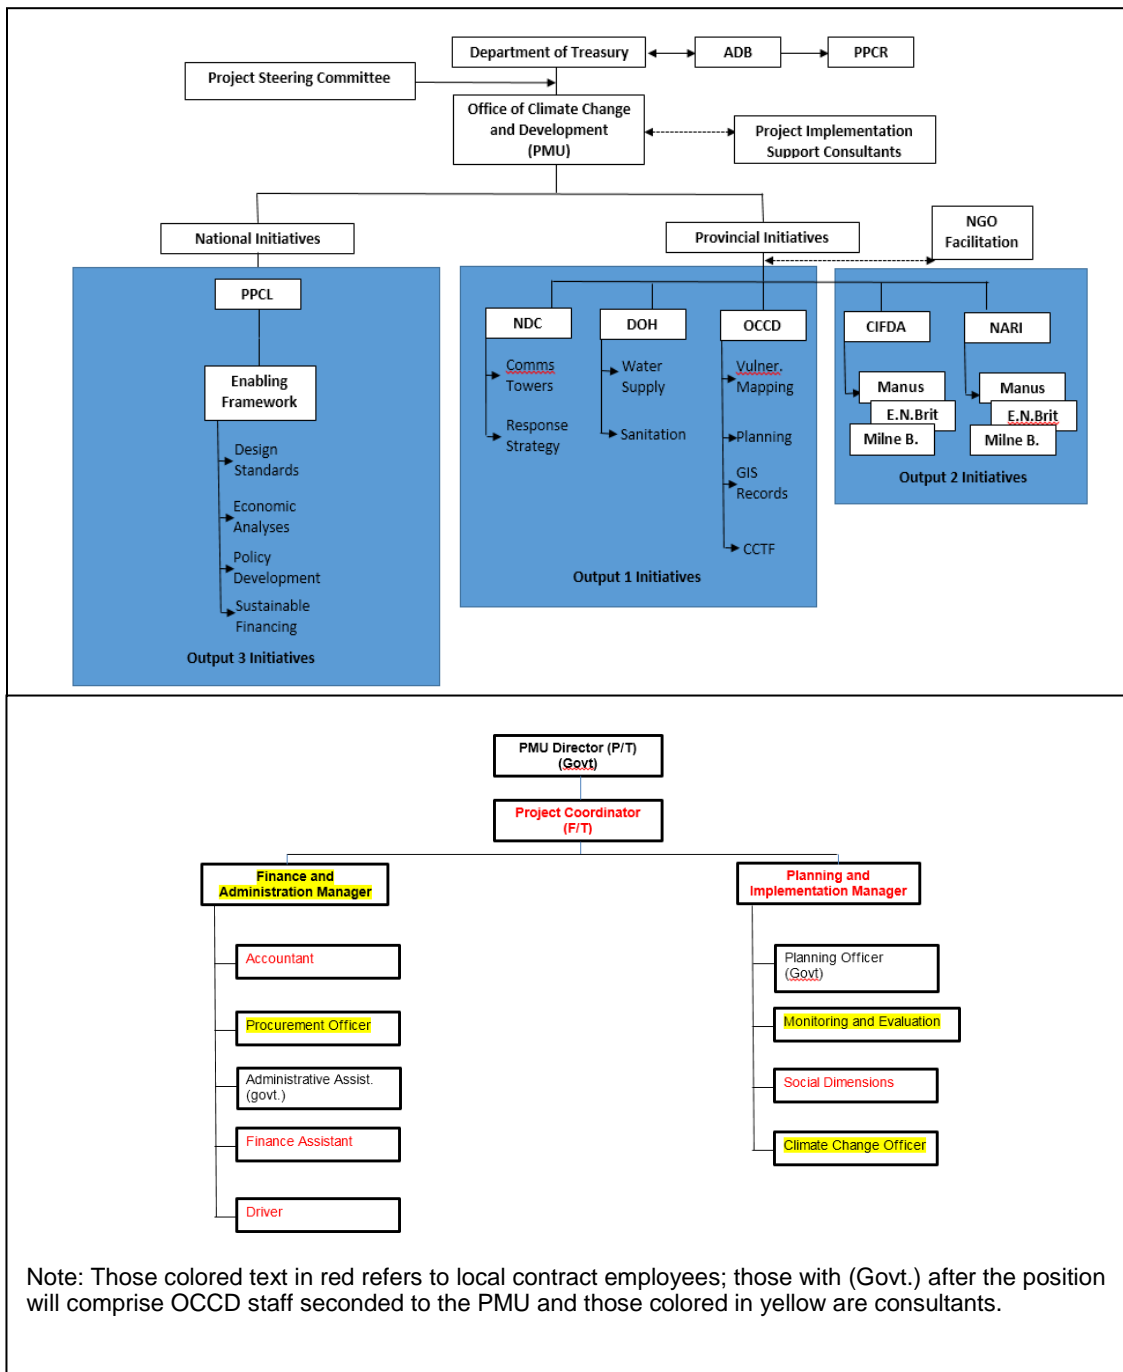 Department of Treasury
ADB
PPCR
Project Steering Committee
Office of Climate Change
and Development
(PMU)
Project Implementation
Support Consultants
National Initiatives
Provincial Initiatives
NGO
Facilitation
PPCL
Enabling
Framework
Design
Standards
Economic
Analyses
Policy
Development
Sustainable
Financing
Output 3 Initiatives
NDC
Comms
Towers
Response
Strategy
DOH
Water
Supply
Sanitation
OCCD
Vulner.
Mapping
Planning
GIS
Records
CCTF
Output 1 Initiatives
CIFDA
Manus
E.N.Brit
Milne B.
NARI
Manus
E.N.Brit
Milne B.
Output 2 Initiatives
PMU Director (P/T)
(Govt)
Project Coordinator
(F/T)
Finance and
Administration Manager
Accountant
Procurement Officer
Administrative Assist.
(govt.)
Finance Assistant
Driver
Planning and
Implementation Manager
Planning Officer
(Govt)
Monitoring and Evaluation
Social Dimensions
Climate Change Officer
Note: Those colored text in red refers to local contract employees; those with (Govt.) after the position
will comprise OCCD staff seconded to the PMU and those colored in yellow are consultants.